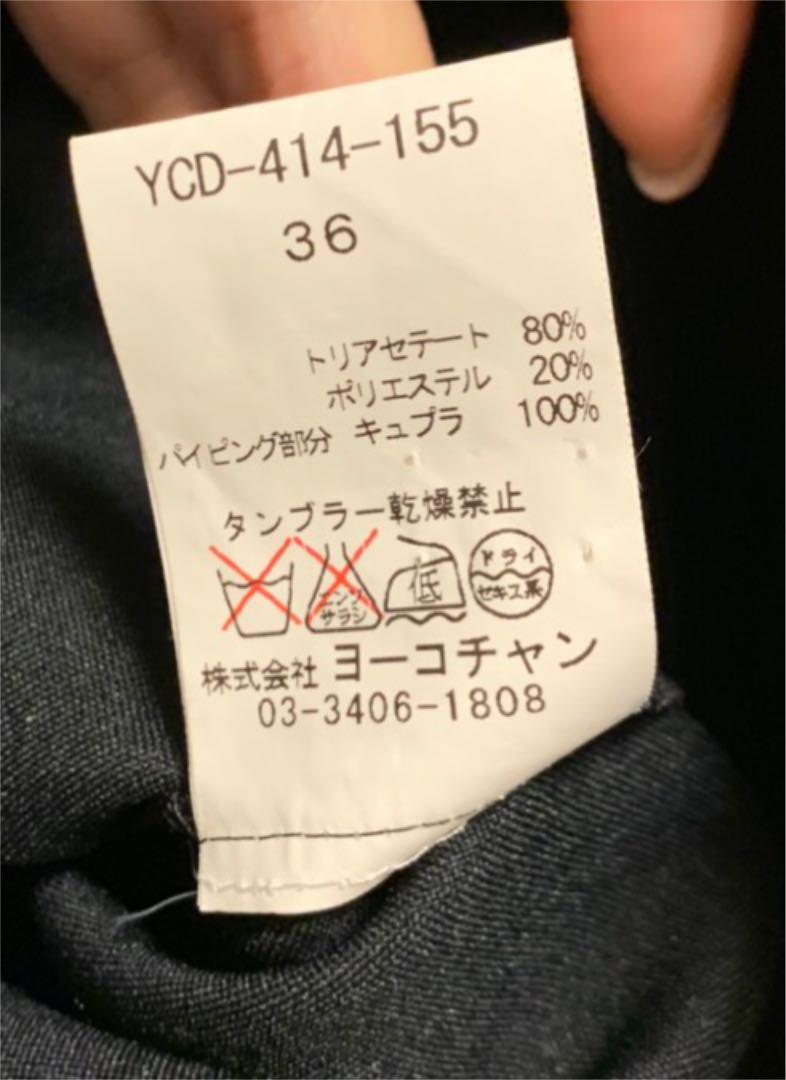 YCD-414-155
36
トリアセテート 80%
ポリエステル 20%
パイピング部分 キュプラ 100%
タンブラー乾燥禁止
エンソ
サラシ
低
ドライ
セキユ系
株式会社 ヨーコチャン
03-3406-1808